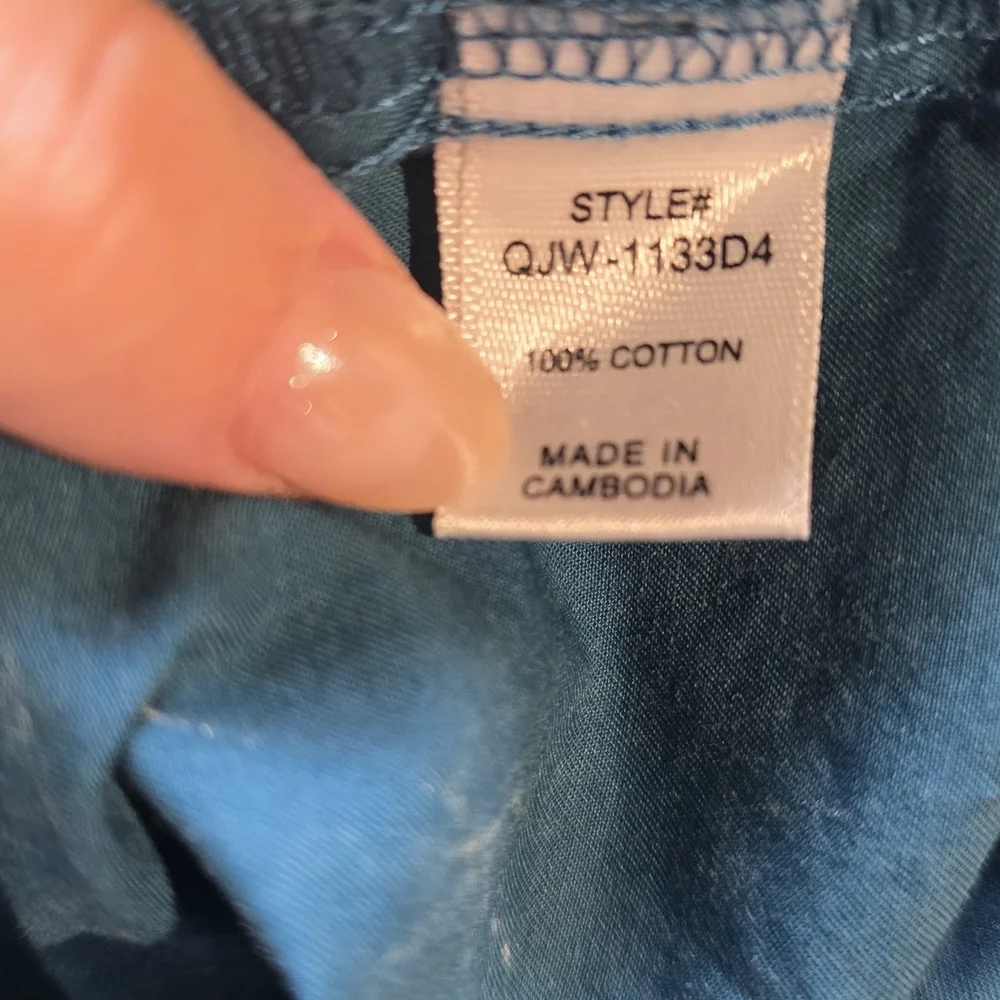 STYLE#
QJW-1133D4
100% COTTON
MADE IN
CAMBODIA